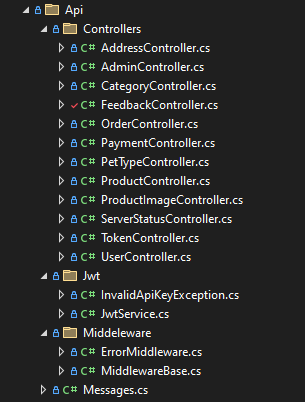 Api
Controllers
C# AddressController.cs
C# AdminController.cs
C# CategoryController.cs
C# FeedbackController.cs
C# OrderController.cs
C# PaymentController.cs
C# PetTypeController.cs
C# ProductController.cs
C# ProductImageController.cs
C# ServerStatusController.cs
C# TokenController.cs
C# UserController.cs
Jwt
C# InvalidApiKeyException.cs
C# JwtService.cs
Middeleware
C# ErrorMiddleware.cs
C# MiddlewareBase.cs
C# Messages.cs